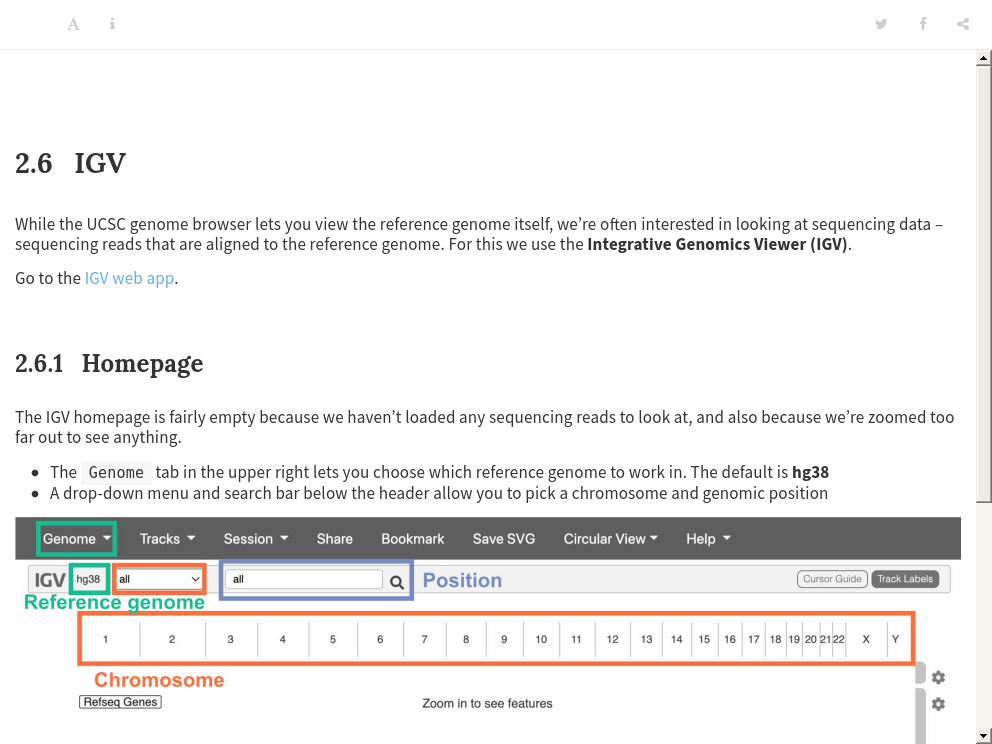 A i
2.6 IGV
While the UCSC genome browser lets you view the reference genome itself, we’re often interested in looking at sequencing data –
sequencing reads that are aligned to the reference genome. For this we use the Integrative Genomics Viewer (IGV).
Go to the IGV web app.
2.6.1 Homepage
The IGV homepage is fairly empty because we haven’t loaded any sequencing reads to look at, and also because we’re zoomed too
far out to see anything.
• The Genome tab in the upper right lets you choose which reference genome to work in. The default is hg38
• A drop-down menu and search bar below the header allow you to pick a chromosome and genomic position
Genome Tracks Session Share Bookmark Save SVG Circular View Help
IGV hg38 all all Position Cursor Guide Track Labels
Reference genome
1 2 3 4 5 6 7 8 9 10 11 12 13 14 15 16 17 18 19 20 21 22 X Y
Chromosome
Refseq Genes Zoom in to see features